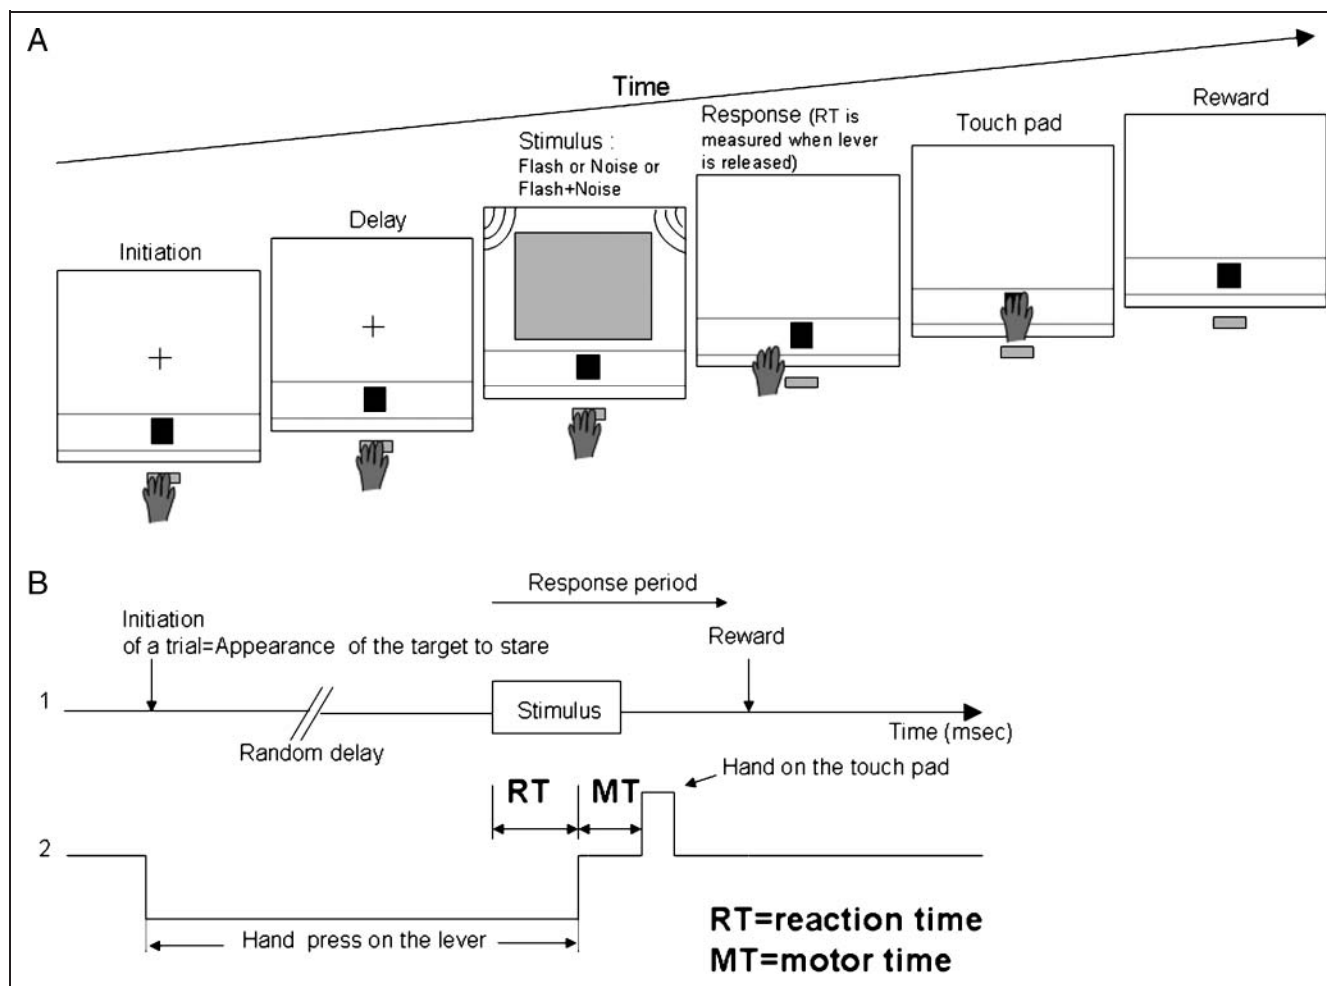 A
Time
Reward
Touch pad
Response (RT is
measured when lever
is released)
Stimulus :
Flash or Noise or
Flash+Noise
Delay
Initiation
B
Response period
Initiation
of a trial=Appearance of the target to stare
Reward
1
Stimulus
Time (msec)
Random delay
Hand on the touch pad
RT
MT
2
Hand press on the lever
RT=reaction time
MT=motor time